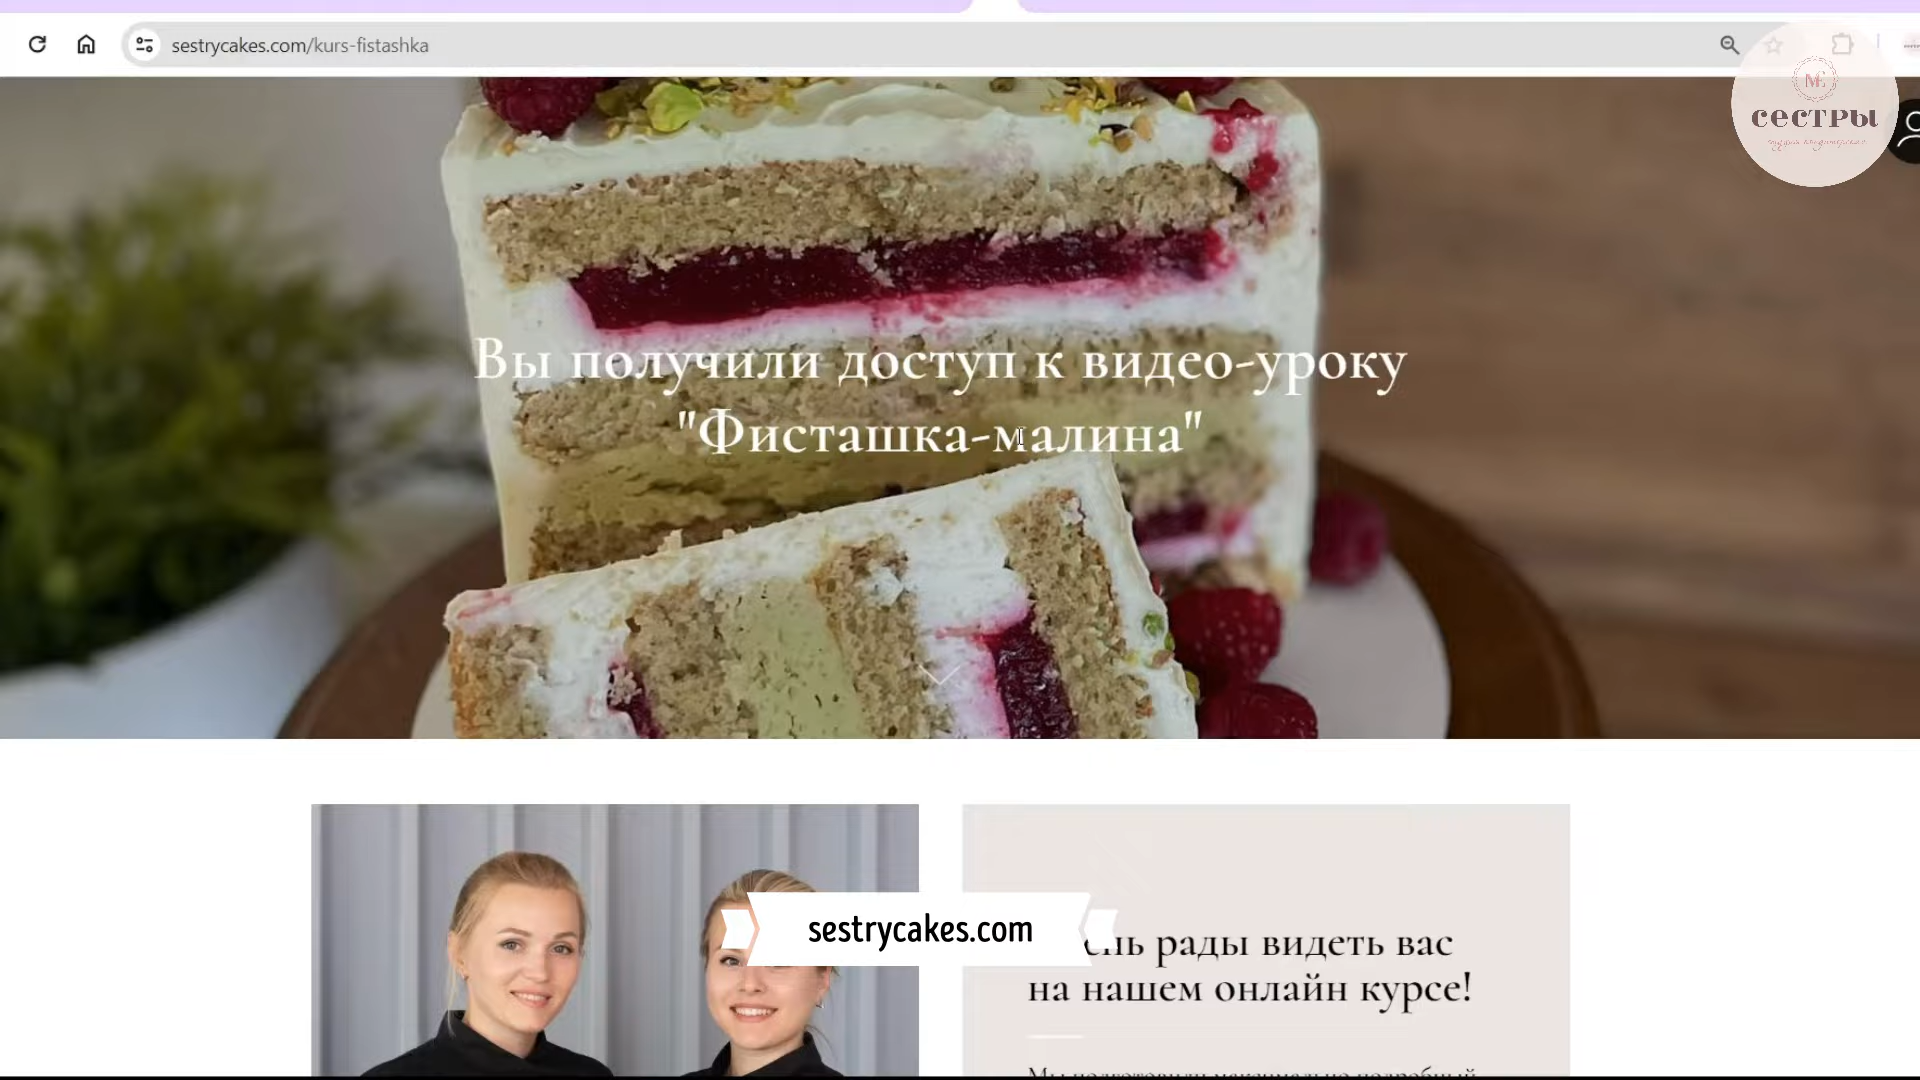 sestrycakes.com/kurs-fistashka
сестры
Вы получили доступ к видео-уроку
"Фисташка-малина"
sestrycakes.com
рады видеть вас
на нашем онлайн курсе!